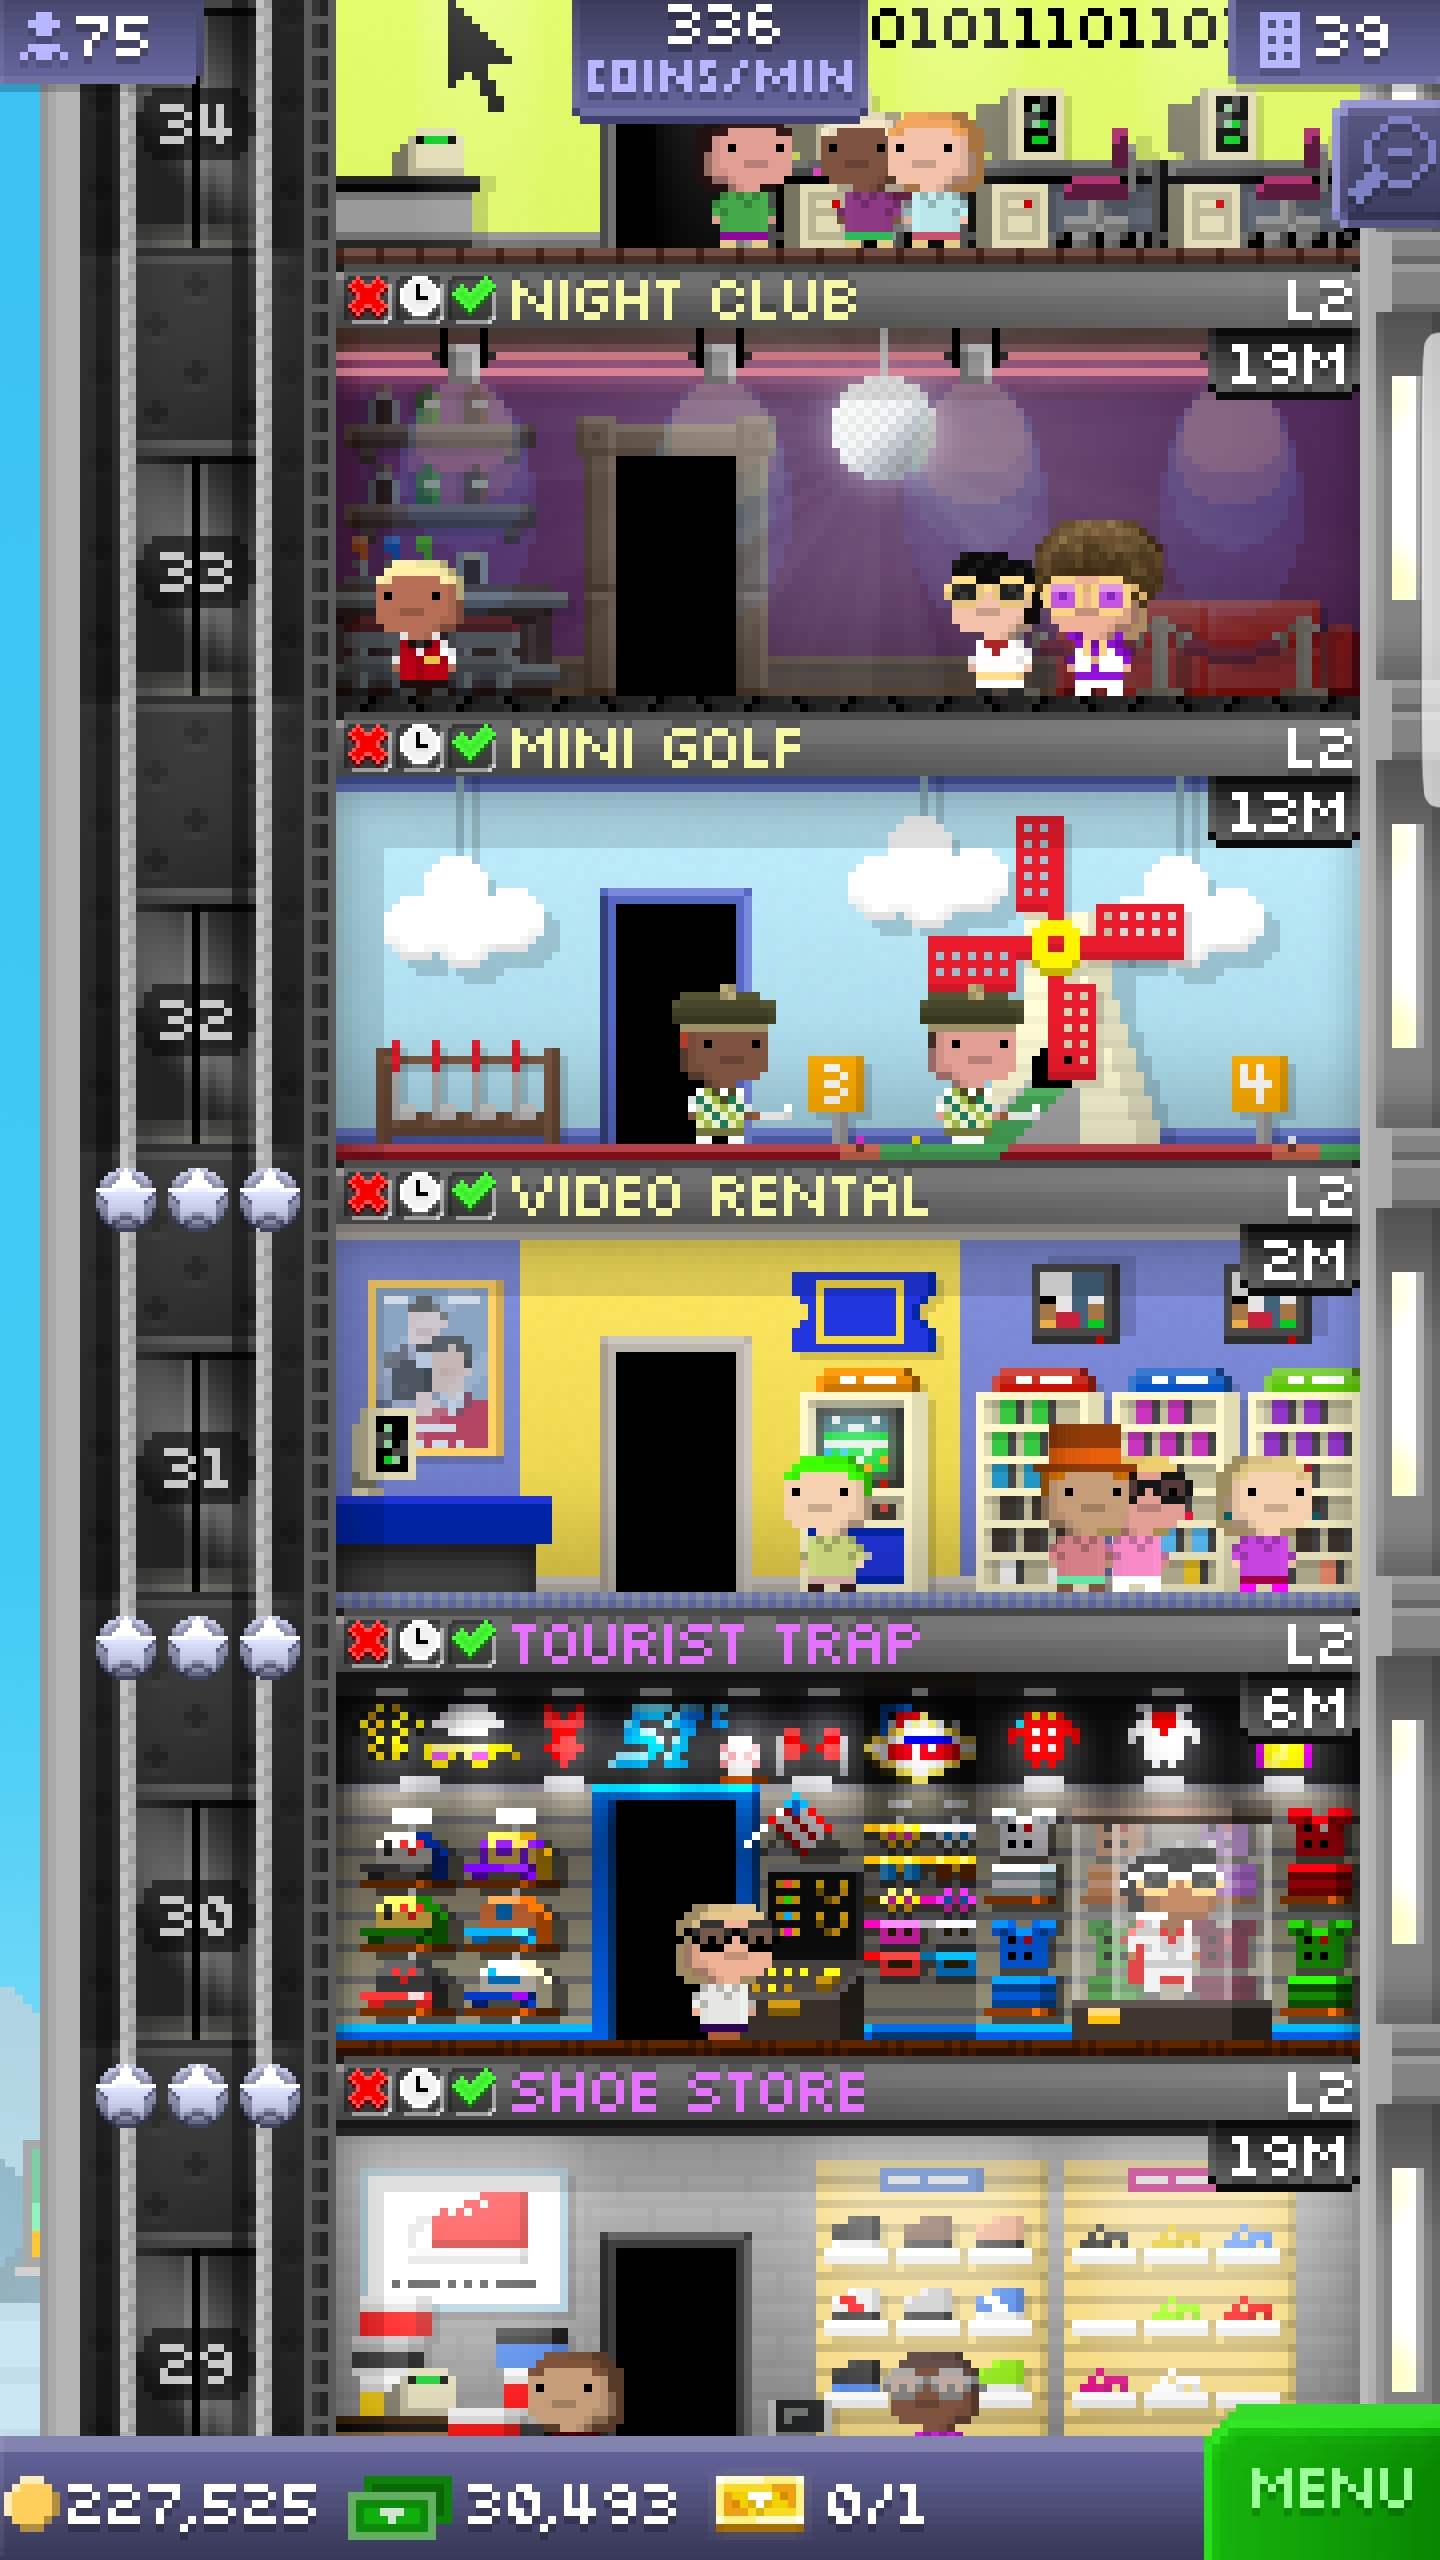 75
336
COINS/MIN
0101110110
39
34
NIGHT CLUB L2
19M
33
MINI GOLF L2
13M
32
3
4
VIDEO RENTAL L2
2M
31
TOURIST TRAP L2
6M
30
SHOE STORE L2
19M
29
227,525 30,493 0/1
MENU